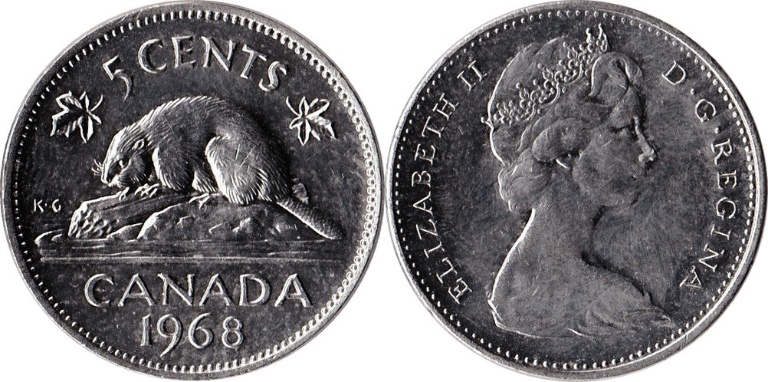 5 CENTS
K·G
CANADA
1968
ELIZABETH II
D·G·REGINA